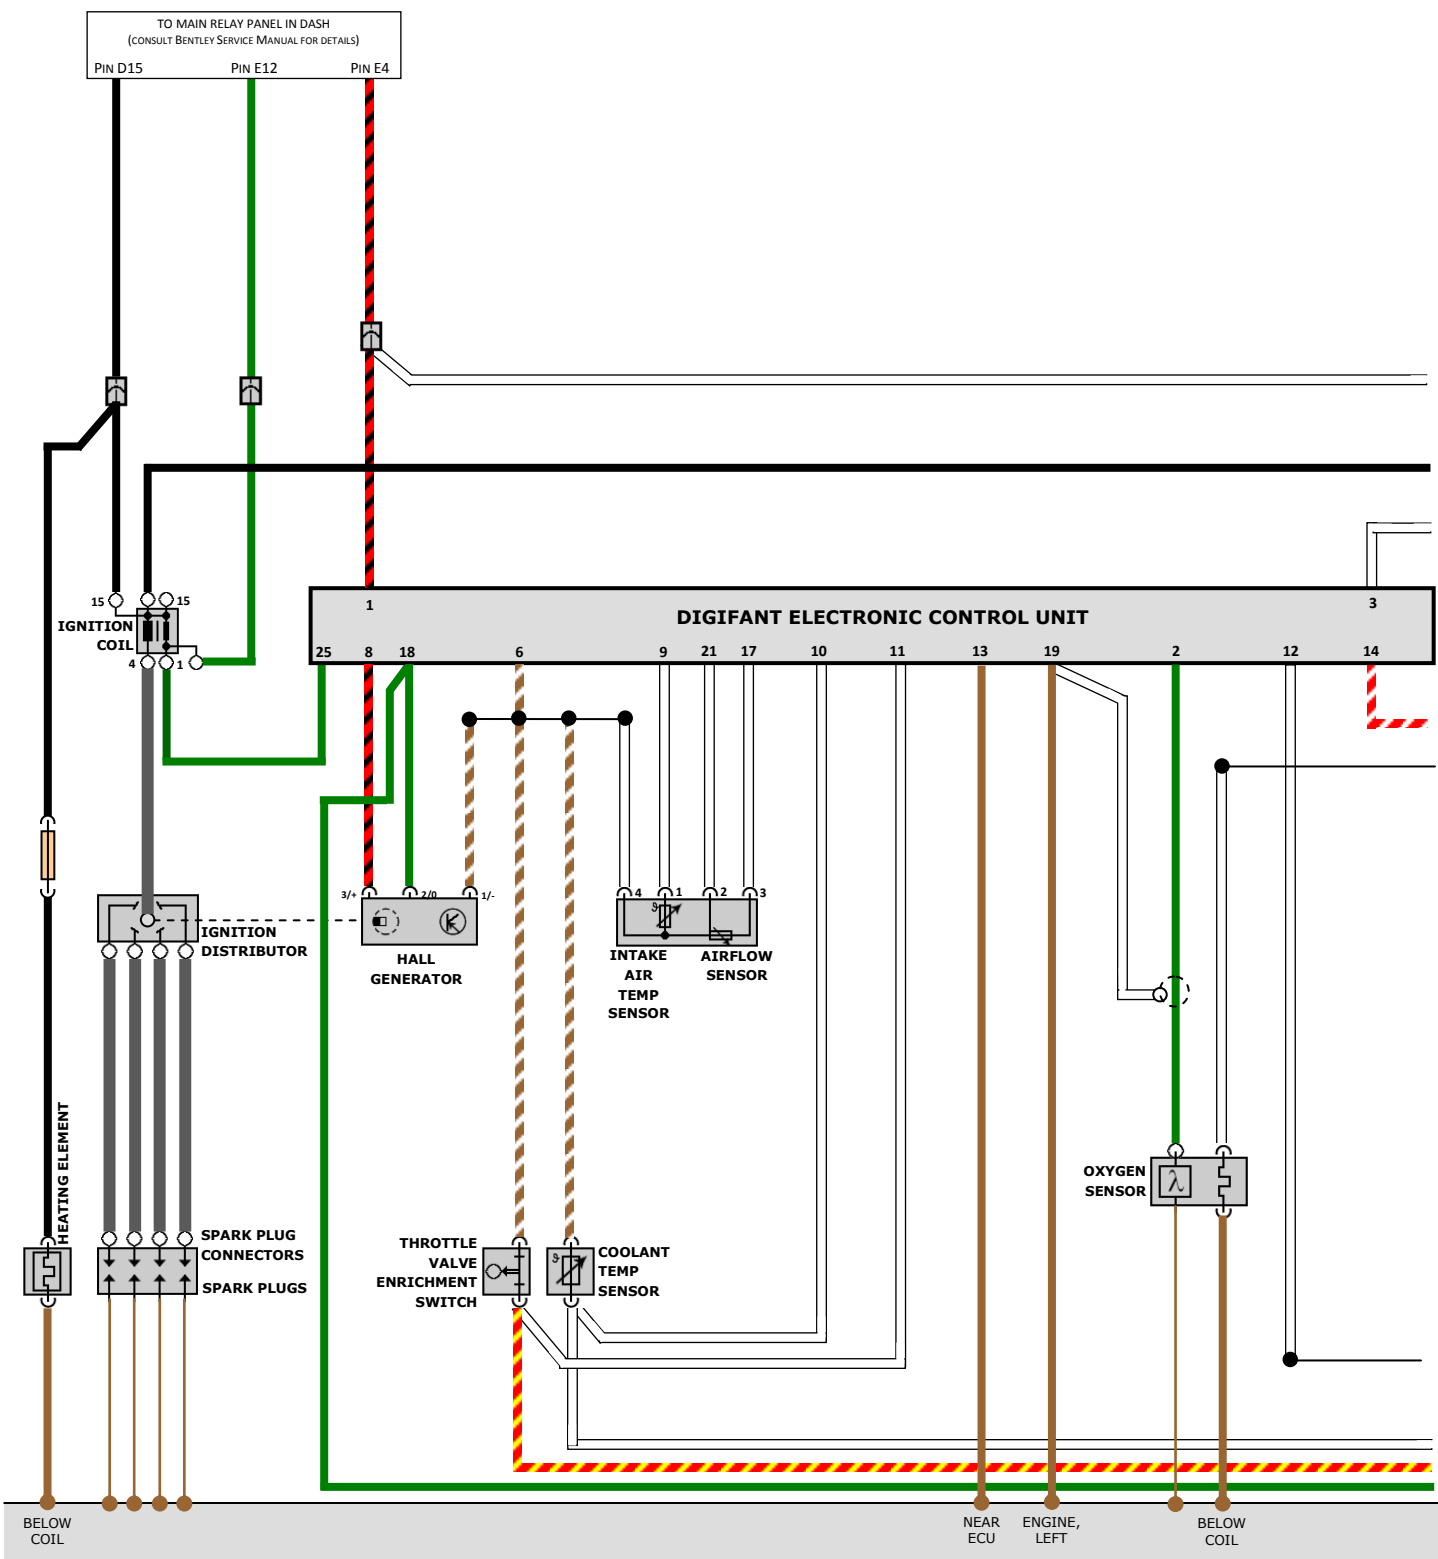 TO MAIN RELAY PANEL IN DASH
(CONSULT BENTLEY SERVICE MANUAL FOR DETAILS)
PIN D15 PIN E12 PIN E4
1 DIGIFANT ELECTRONIC CONTROL UNIT 3
25 8 18 6 9 21 17 10 11 13 19 2 12 14
15 15
IGNITION
COIL
4 1
3/+ 2/0 1/-
4 1 2 3
ϑ
IGNITION
DISTRIBUTOR
HALL
GENERATOR
INTAKE
AIR
TEMP
SENSOR
AIRFLOW
SENSOR
HEATING ELEMENT
OXYGEN
SENSOR
λ
SPARK PLUG
CONNECTORS
SPARK PLUGS
THROTTLE
VALVE
ENRICHMENT
SWITCH
ϑ
COOLANT
TEMP
SENSOR
BELOW
COIL
NEAR
ECU
ENGINE,
LEFT
BELOW
COIL